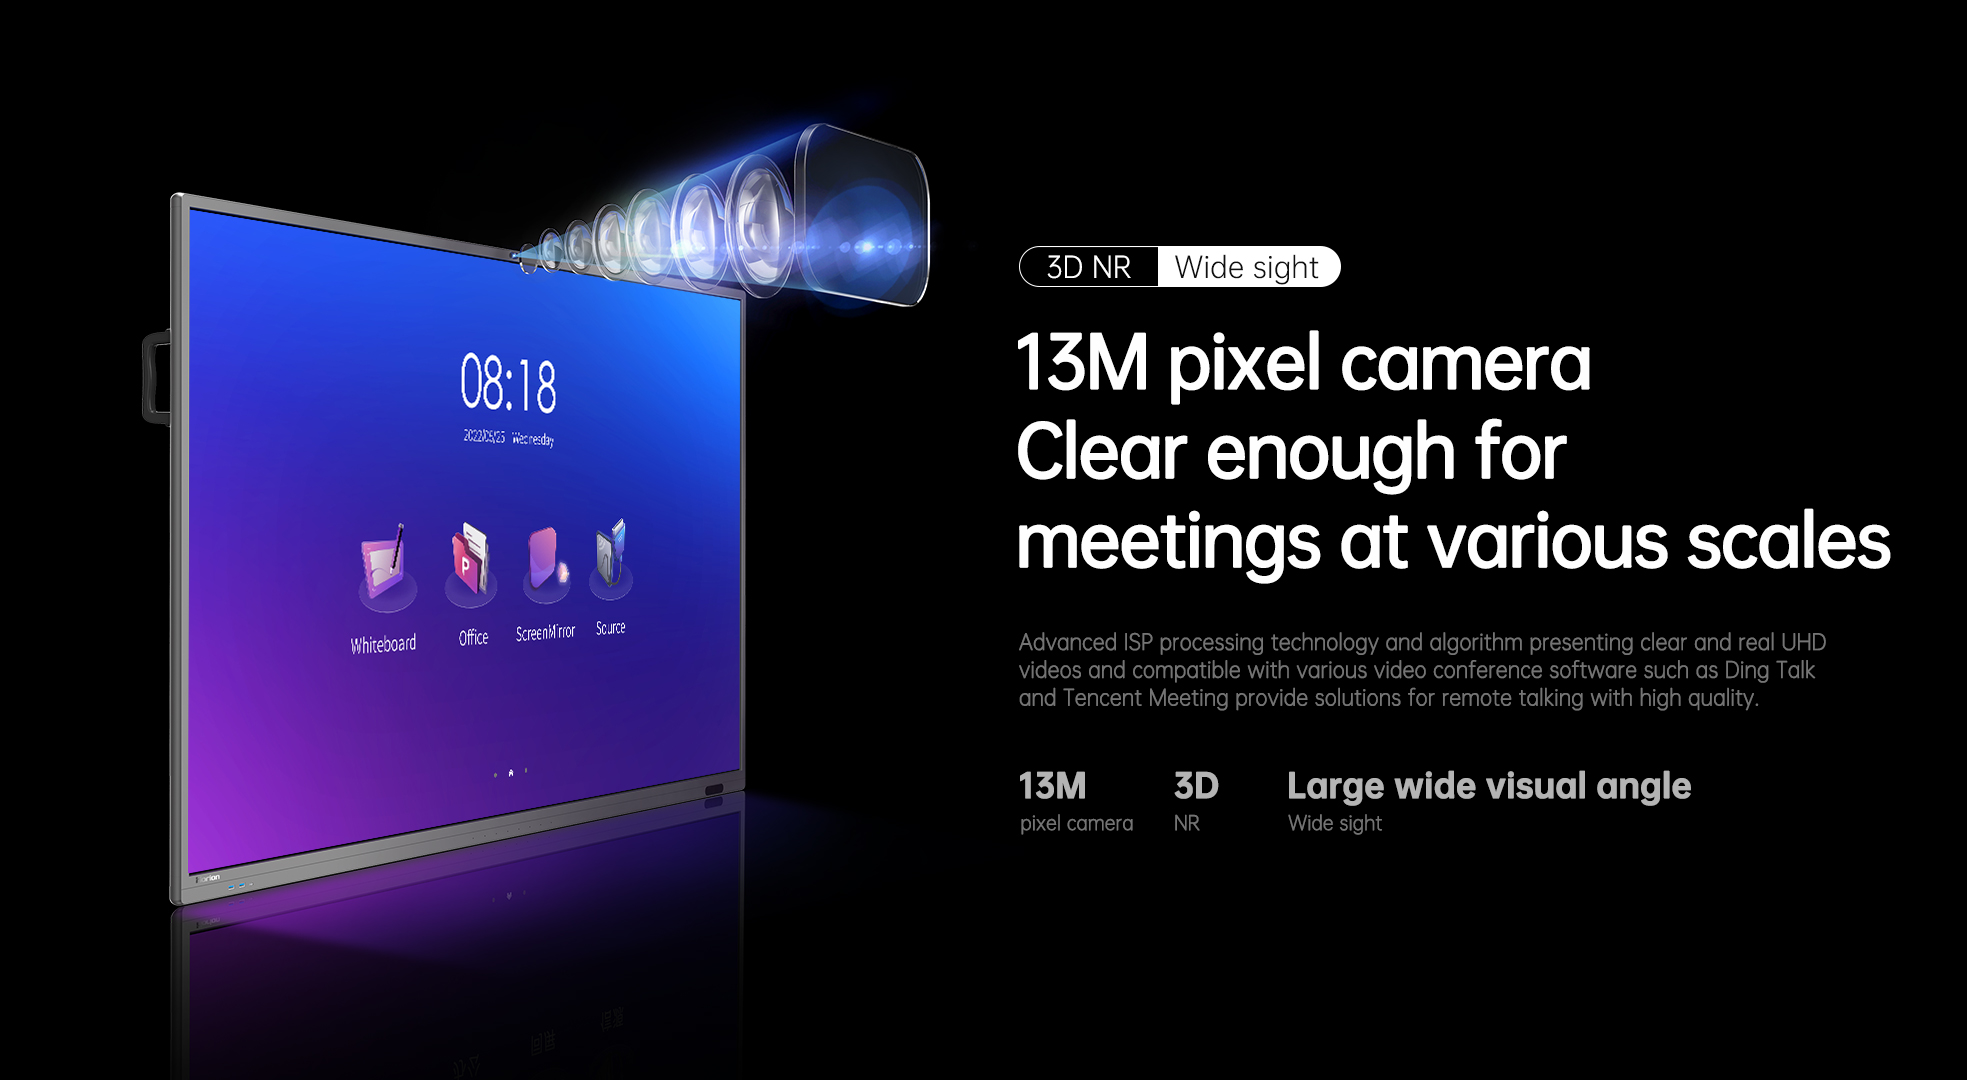 08:18
2022/05/25 Wednesday
Whiteboard
Office
ScreenMirror
Source
3D NR Wide sight
13M pixel camera
Clear enough for
meetings at various scales
Advanced ISP processing technology and algorithm presenting clear and real UHD
videos and compatible with various video conference software such as Ding Talk
and Tencent Meeting provide solutions for remote talking with high quality.
13M 3D Large wide visual angle
pixel camera NR Wide sight